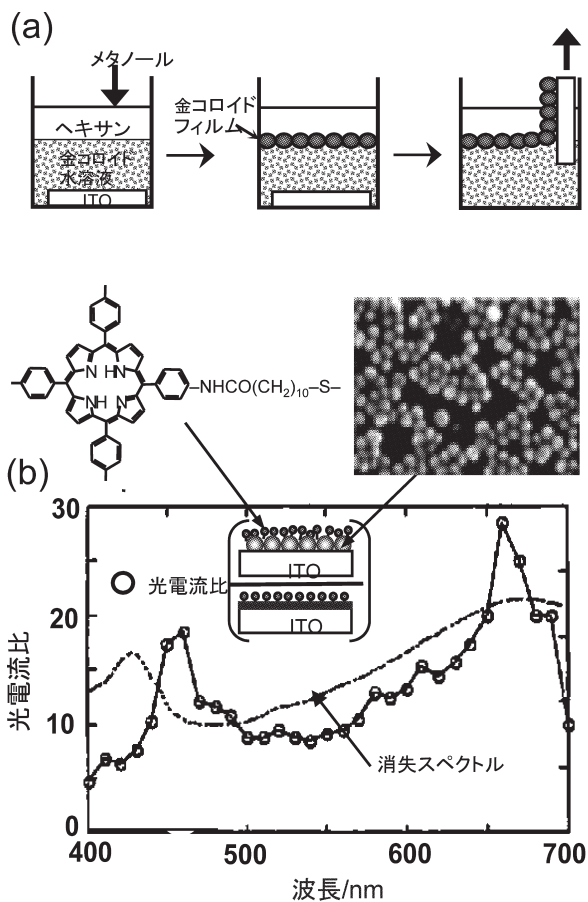 (a)
メタノール
ヘキサン
金コロイド
水溶液
ITO
金コロイド
フィルム
N HN
NH N
NHCO(CH2)10-S-
(b)
30
20
10
0
光電流比
光電流比
ITO
ITO
消失スペクトル
400 500 600 700
波長/nm